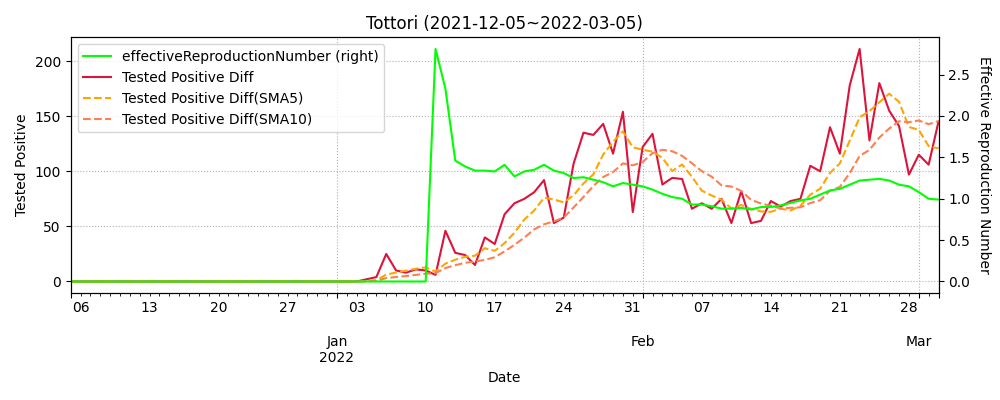 Tottori (2021-12-05~2022-03-05)
effectiveReproductionNumber (right)
Tested Positive Diff
Tested Positive Diff(SMA5)
Tested Positive Diff(SMA10)
Tested Positive
200
150
100
50
0
Effective Reproduction Number
2.5
2.0
1.5
1.0
0.5
0.0
06 13 20 27 03 10 17 24 31 07 14 21 28
Jan Feb Mar
2022
Date